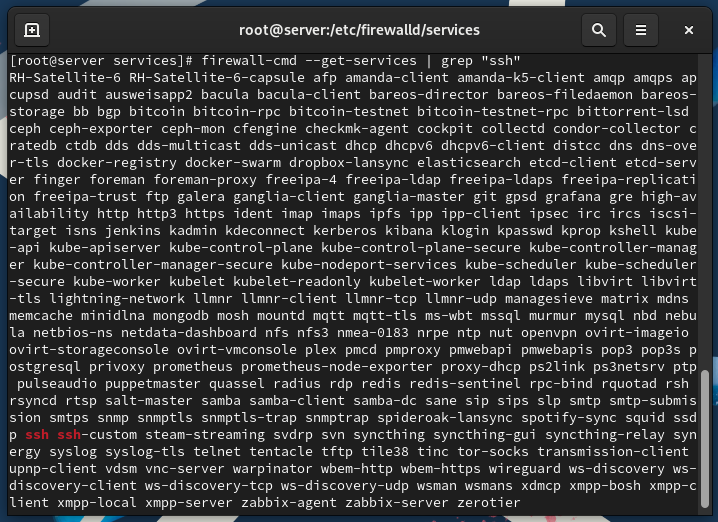 root@server:/etc/firewalld/services
[root@server services]# firewall-cmd --get-services | grep "ssh"
RH-Satellite-6 RH-Satellite-6-capsule afp amanda-client amanda-k5-client amqp amqps ap
cupsd audit ausweisapp2 bacula bacula-client bareos-director bareos-filedaemon bareos-
storage bb bgp bitcoin bitcoin-rpc bitcoin-testnet bitcoin-testnet-rpc bittorrent-lsd
ceph ceph-exporter ceph-mon cfengine checkmk-agent cockpit collectd condor-collector c
ratedb ctdb dds dds-multicast dds-unicast dhcp dhcpv6 dhcpv6-client distcc dns dns-ove
r-tls docker-registry docker-swarm dropbox-lansync elasticsearch etcd-client etcd-serv
er finger foreman foreman-proxy freeipa-4 freeipa-ldap freeipa-ldaps freeipa-replicati
on freeipa-trust ftp galera ganglia-client ganglia-master git gpsd grafana gre high-av
ailability http http3 https ident imap imaps ipfs ipp ipp-client ipsec irc ircs iscsi-
target isns jenkins kadmin kdeconnect kerberos kibana klogin kpasswd kprop kshell kube
-api kube-apiserver kube-control-plane kube-control-plane-secure kube-controller-manag
er kube-controller-manager-secure kube-nodeport-services kube-scheduler kube-scheduler
-secure kube-worker kubelet kubelet-readonly kubelet-worker ldap ldaps libvirt libvirt
-tls lightning-network llmnr llmnr-client llmnr-tcp llmnr-udp managesieve matrix mdns
memcache minidlna mongodb mosh mountd mqtt mqtt-tls ms-wbt mssql murmur mysql nbd nebu
la netbios-ns netdata-dashboard nfs nfs3 nmea-0183 nrpe ntp nut openvpn ovirt-imageio
ovirt-storageconsole ovirt-vmconsole plex pmcd pmproxy pmwebapi pmwebapis pop3 pop3s p
ostgresql privoxy prometheus prometheus-node-exporter proxy-dhcp ps2link ps3netsrv ptp
pulseaudio puppetmaster quassel radius rdp redis redis-sentinel rpc-bind rquotad rsh
rsyncd rtsp salt-master samba samba-client samba-dc sane sip sips slp smtp smtp-submis
sion smtps snmp snmptls snmptls-trap snmptrap spideroak-lansync spotify-sync squid ssd
p ssh ssh-custom steam-streaming svdrp svn syncthing syncthing-gui syncthing-relay syn
ergy syslog syslog-tls telnet tentacle tftp tile38 tinc tor-socks transmission-client
upnp-client vdsm vnc-server warpinator wbem-http wbem-https wireguard ws-discovery ws-
discovery-client ws-discovery-tcp ws-discovery-udp wsman wsmans xdmcp xmpp-bosh xmpp-c
lient xmpp-local xmpp-server zabbix-agent zabbix-server zerotier